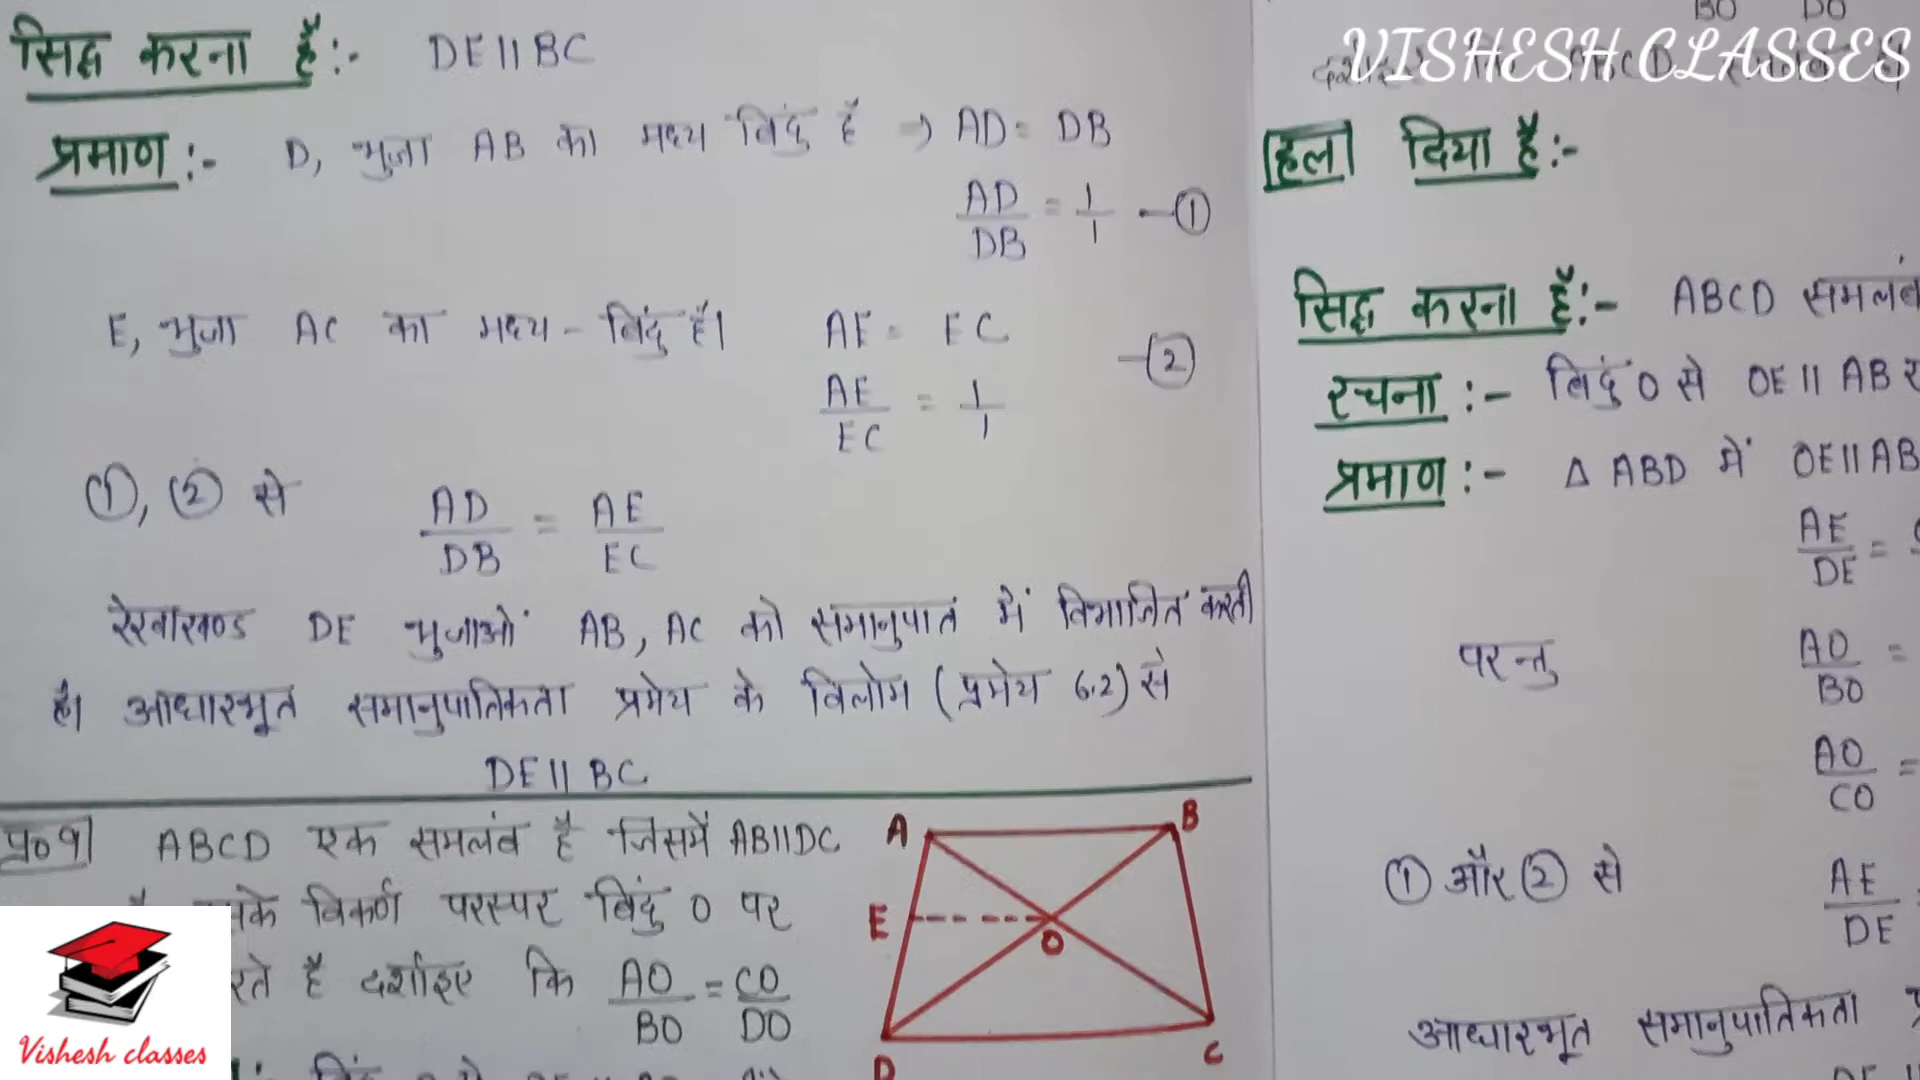 सिद्ध करना है:- DE||BC
प्रमाण:- D, भुजा AB का मध्य बिंदु है → AD = DB
AD/DB = 1/1 —①
E, भुजा AC का मध्य-बिंदु है। AE = EC
AE/EC = 1/1 —②
①, ② से AD/DB = AE/EC
रेखाखण्ड DE भुजाओं AB, AC को समानुपात में विभाजित करती
है। आधारभूत समानुपातिकता प्रमेय के विलोम (प्रमेय 6.2) से
DE || BC
प्र०9 ABCD एक समलंब है जिसमें AB||DC
विकर्ण परस्पर बिंदु O पर
है दर्शाइए कि AO/BO = CO/DO
A B
E O
D C
Vishesh classes
BO DO
VISHESH CLASSES
हल दिया है:-
सिद्ध करना है:- ABCD समलंब
रचना:- बिंदु O से OE || AB
प्रमाण:- Δ ABD में OE||AB
AE/DE =
परन्तु AO/BO =
AO/CO =
① और ② से AE/DE
आधारभूत समानुपातिकता